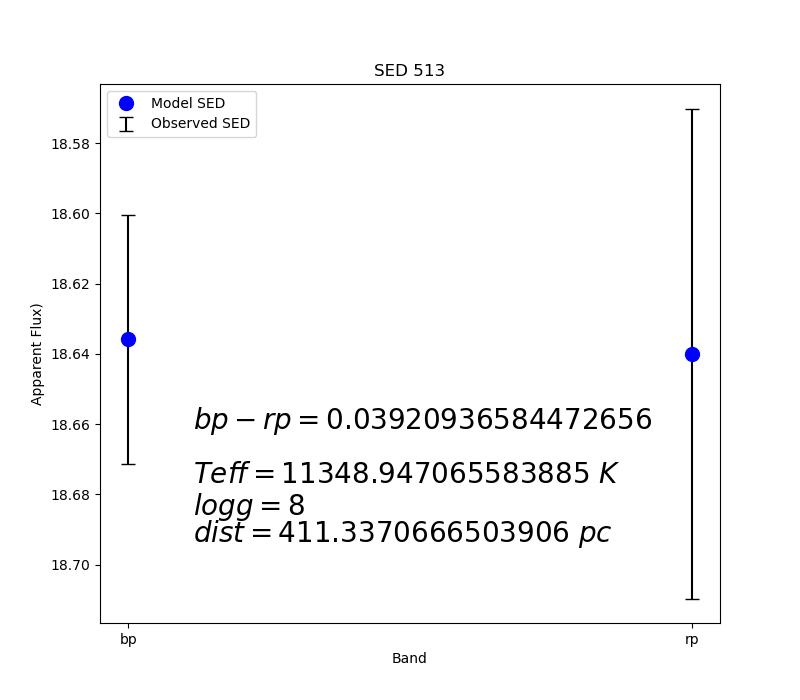 SED 513
Model SED
Observed SED
Apparent Flux)
18.58
18.60
18.62
18.64
18.66
18.68
18.70
bp − rp = 0.03920936584472656
Teff = 11348.947065583885 K
logg = 8
dist = 411.3370666503906 pc
bp
rp
Band